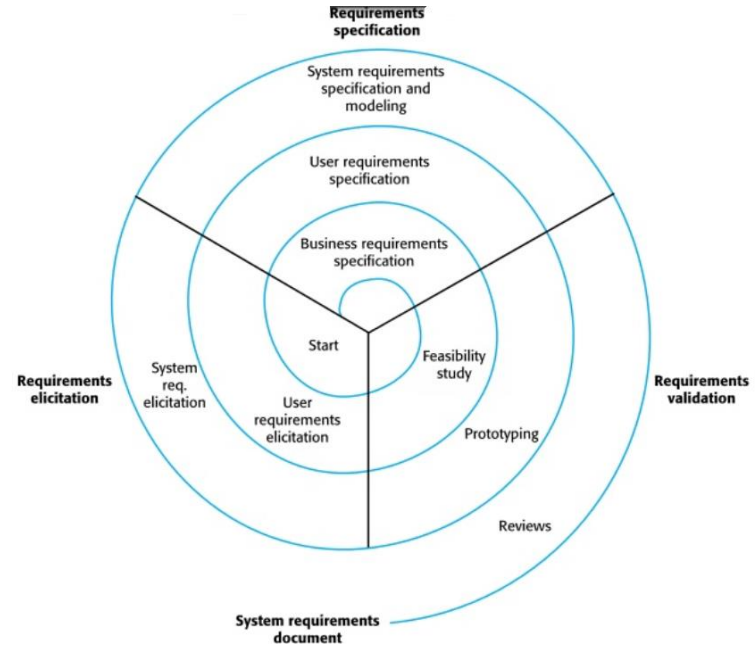 Requirements
specification
System requirements
specification and
modeling
User requirements
specification
Business requirements
specification
Start
Feasibility
study
System
req.
elicitation
Requirements
elicitation
Requirements
validation
User
requirements
elicitation
Prototyping
Reviews
System requirements
document